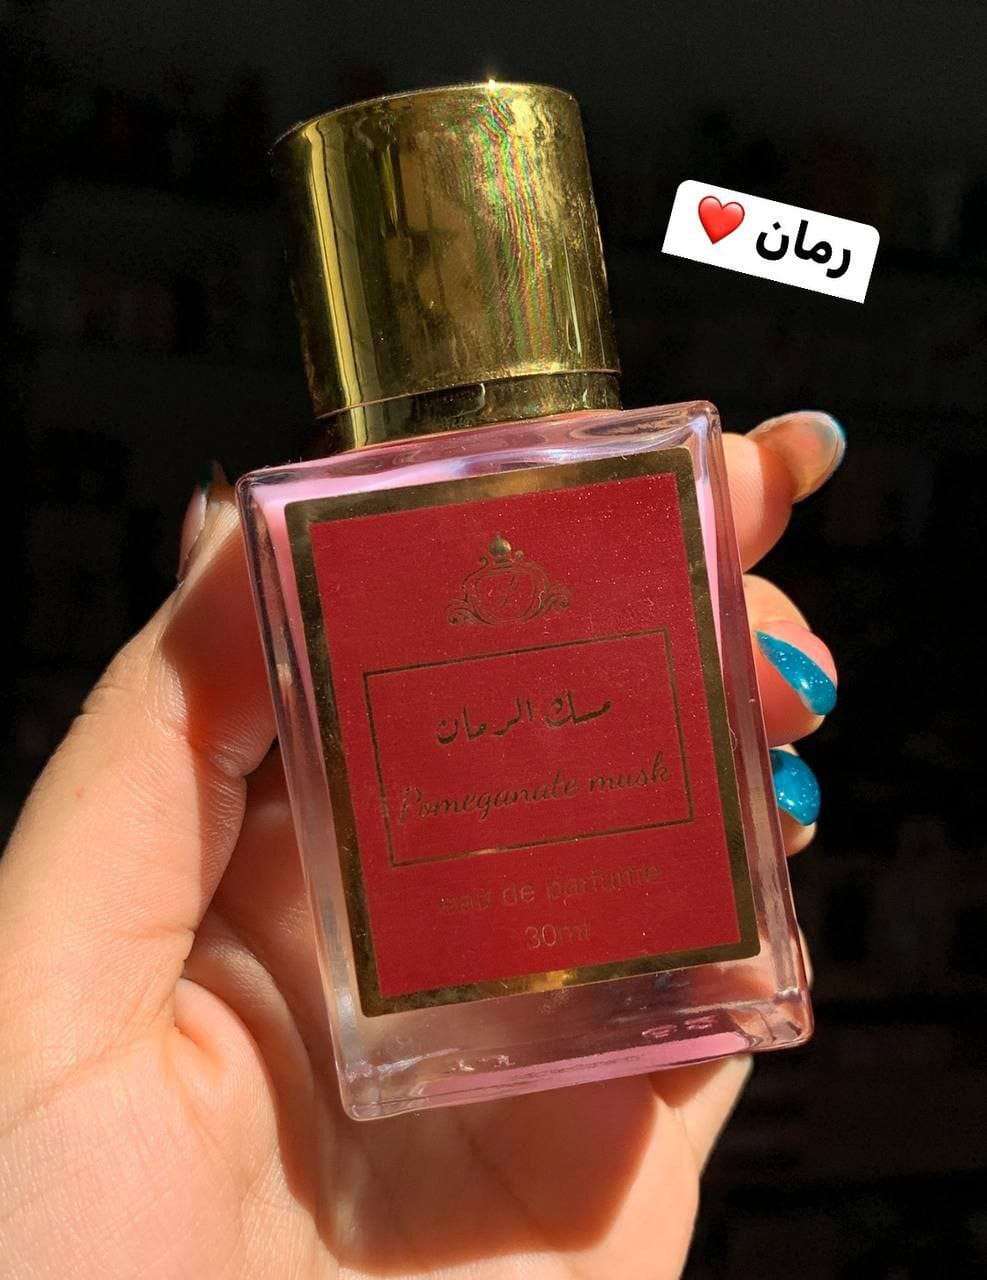 رمان ❤️
مسك الرمان
Pomeganate musk
eau de parfume
30ml